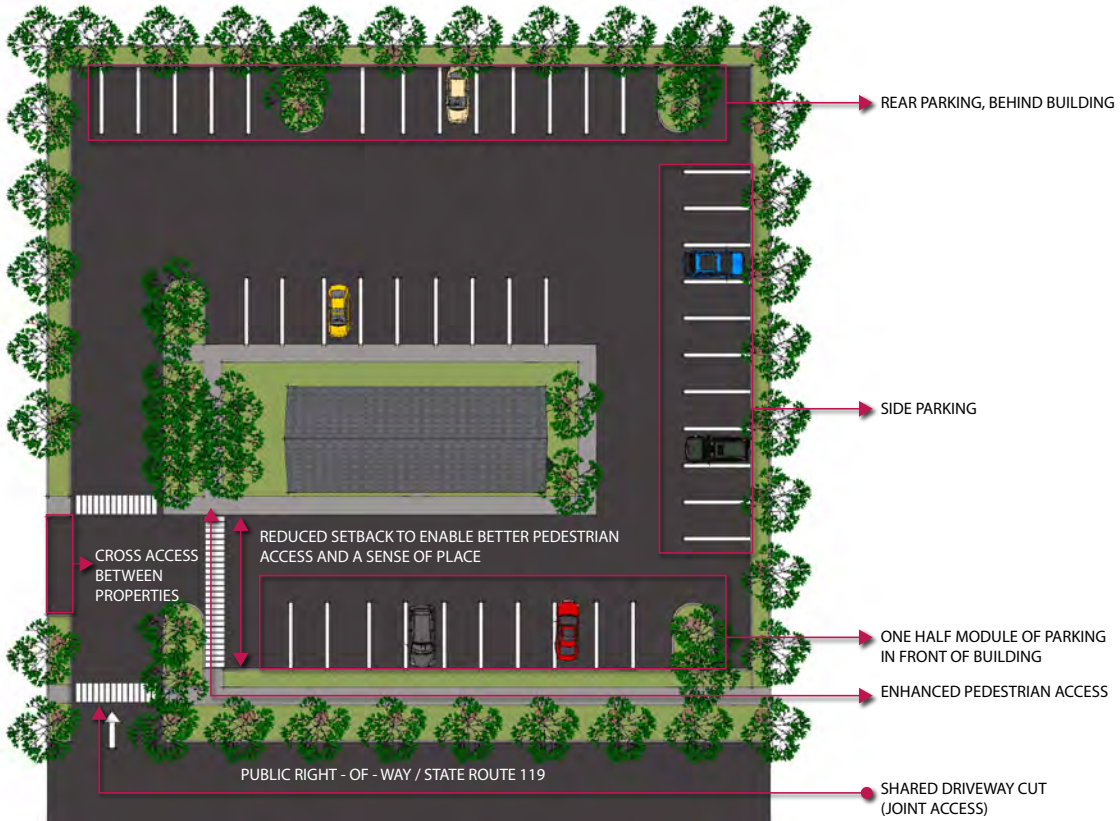 REAR PARKING, BEHIND BUILDING
SIDE PARKING
REDUCED SETBACK TO ENABLE BETTER PEDESTRIAN
ACCESS AND A SENSE OF PLACE
CROSS ACCESS
BETWEEN
PROPERTIES
ONE HALF MODULE OF PARKING
IN FRONT OF BUILDING
ENHANCED PEDESTRIAN ACCESS
PUBLIC RIGHT - OF - WAY / STATE ROUTE 119
SHARED DRIVEWAY CUT
(JOINT ACCESS)